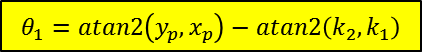 θ₁ = atan2(yₚ, xₚ) − atan2(k₂, k₁)